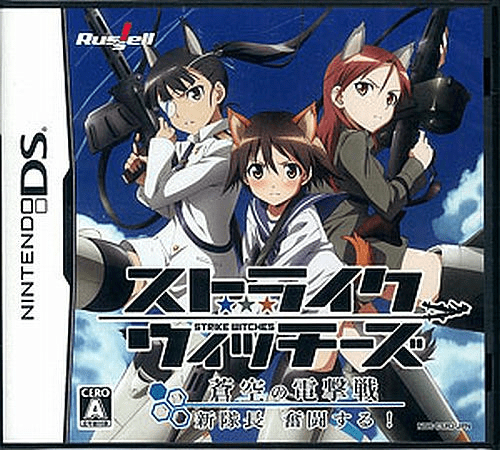 Russell
NINTENDO DS
ストライク
STRIKE WITCHES
ウィッチーズ
蒼空の電撃戦
新隊長 奮闘する!
CERO
A